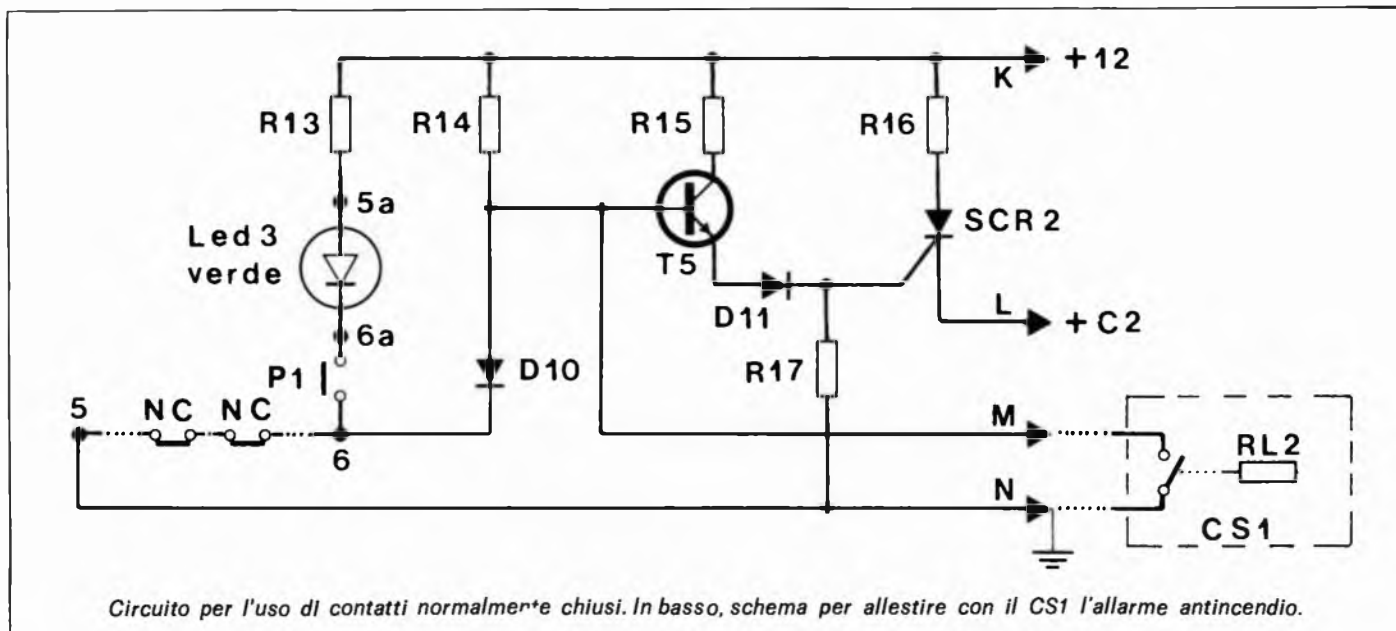 K
+12
R13
R14
R15
R16
5a
Led 3
verde
T5
SCR 2
D11
L
+ C2
6a
P1
D10
R17
5
NC NC
6
M
N
RL2
CS1
Circuito per l'uso di contatti normalmente chiusi. In basso, schema per allestire con il CS1 l'allarme antincendio.